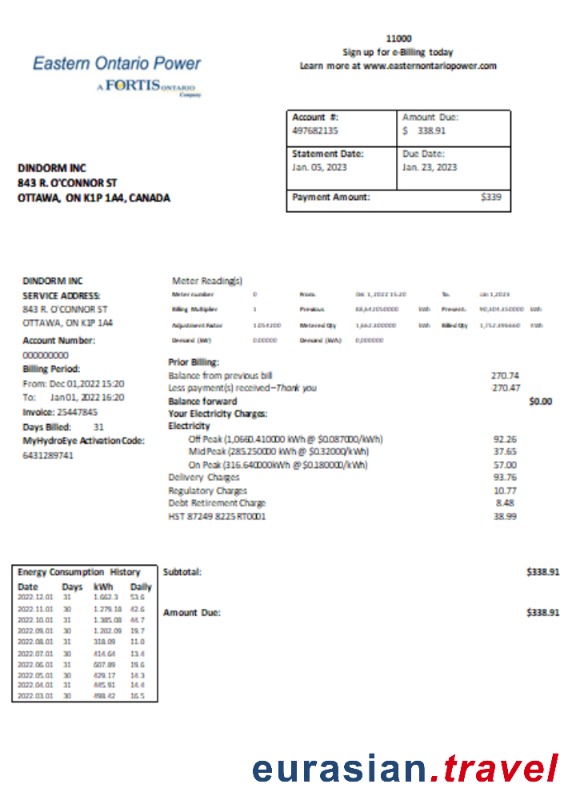 11000
Sign up for e-Billing today
Learn more at www.easternontariopower.com
Eastern Ontario Power
A FORTIS ONTARIO
Company
Account #: Amount Due:
497682135 $ 338.91
Statement Date: Due Date:
Jan. 05, 2023 Jan. 23, 2023
Payment Amount: $339
DINDORM INC
843 R. O'CONNOR ST
OTTAWA, ON K1P 1A4, CANADA
DINDORM INC
SERVICE ADDRESS:
843 R. O'CONNOR ST
OTTAWA, ON K1P 1A4
Account Number:
000000000
Billing Period:
From: Dec 01,2022 15:20
To: Jan 01, 2022 16:20
Invoice: 25447845
Days Billed: 31
MyHydroEye Activation Code:
6431289741
Meter Reading(s)
Meter number 0 From. Dec 1, 2022 15:20 To.
Billing Multiplier 1 Previous kWh Present. kWh
Adjustment Factor Metered Qty kWh Billed Qty kWh
Demand (kW) 0.00000 Demand (kVA) 0,000000
Prior Billing:
Balance from previous bill 270.74
Less payment(s) received–Thank you 270.47
Balance forward $0.00
Your Electricity Charges:
Electricity
Off Peak (1,0660.410000 kWh @ $0.087000/kWh) 92.26
Mid Peak (285.250000 kWh @ $0.32000/kWh) 37.65
On Peak (316.640000kWh @ $0.180000/kWh) 57.00
Delivery Charges 93.76
Regulatory Charges 10.77
Debt Retirement Charge 8.48
HST 87249 8225 RT0001 38.99
Energy Consumption History
Date Days kWh Daily
2022.12.01 31 1.662.3 53.6
2022.11.01 30 1.279.18 42.6
2022.10.01 31 1.385.08 44.7
2022.09.01 30 1.202.09 19.7
2022.08.01 31 318.09 11.0
2022.07.01 30 414.64 13.4
2022.06.01 31 607.89 19.6
2022.05.01 30 429.17 14.3
2022.04.01 31 445.91 14.4
2022.03.01 30 498.42 16.5
Subtotal: $338.91
Amount Due: $338.91
eurasian.travel